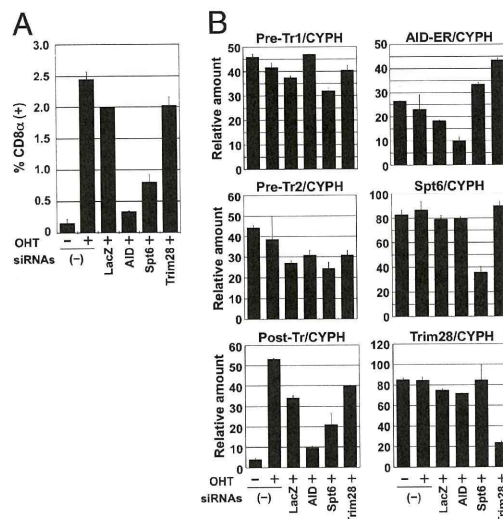 A
% CD8α (+)
3.0
2.5
2.0
1.5
1.0
0.5
0
OHT - + LacZ + AID + Spt6 + Trim28 +
siRNAs (−)
B
Pre-Tr1/CYPH
Relative amount
50
40
30
20
10
0
AID-ER/CYPH
50
40
30
20
10
0
Pre-Tr2/CYPH
Relative amount
60
50
40
30
20
10
0
Spt6/CYPH
100
80
60
40
20
0
Post-Tr/CYPH
Relative amount
60
50
40
30
20
10
0
Trim28/CYPH
120
100
80
60
40
20
0
OHT - + LacZ + AID + Spt6 + Trim28 +
siRNAs (−)
- + LacZ + AID + Spt6 + Trim28 +
(−)